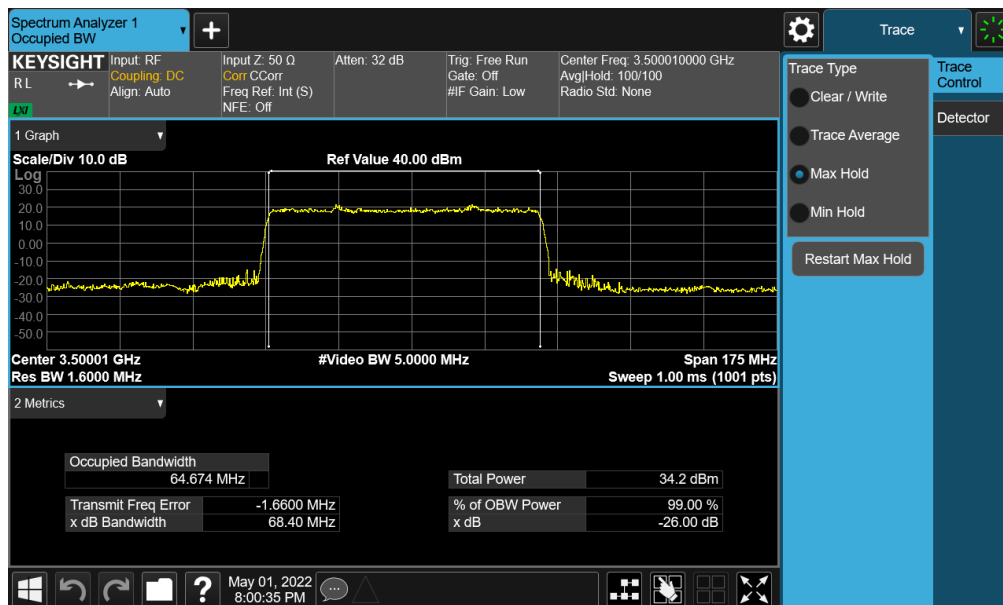 Spectrum Analyzer 1
Occupied BW
+
Trace
KEYSIGHT
R L
LXI
Input: RF
Coupling: DC
Align: Auto
Input Z: 50 Ω
Corr CCorr
Freq Ref: Int (S)
NFE: Off
Atten: 32 dB
Trig: Free Run
Gate: Off
#IF Gain: Low
Center Freq: 3.500010000 GHz
Avg|Hold: 100/100
Radio Std: None
Trace Type
Clear / Write
Trace Average
Max Hold
Min Hold
Restart Max Hold
Trace
Control
Detector
1 Graph
Scale/Div 10.0 dB
Ref Value 40.00 dBm
Log
30.0
20.0
10.0
0.00
-10.0
-20.0
-30.0
-40.0
-50.0
Center 3.50001 GHz
#Video BW 5.0000 MHz
Span 175 MHz
Res BW 1.6000 MHz
Sweep 1.00 ms (1001 pts)
2 Metrics
Occupied Bandwidth
64.674 MHz
Total Power 34.2 dBm
Transmit Freq Error -1.6600 MHz
% of OBW Power 99.00 %
x dB Bandwidth 68.40 MHz
x dB -26.00 dB
?
May 01, 2022
8:00:35 PM